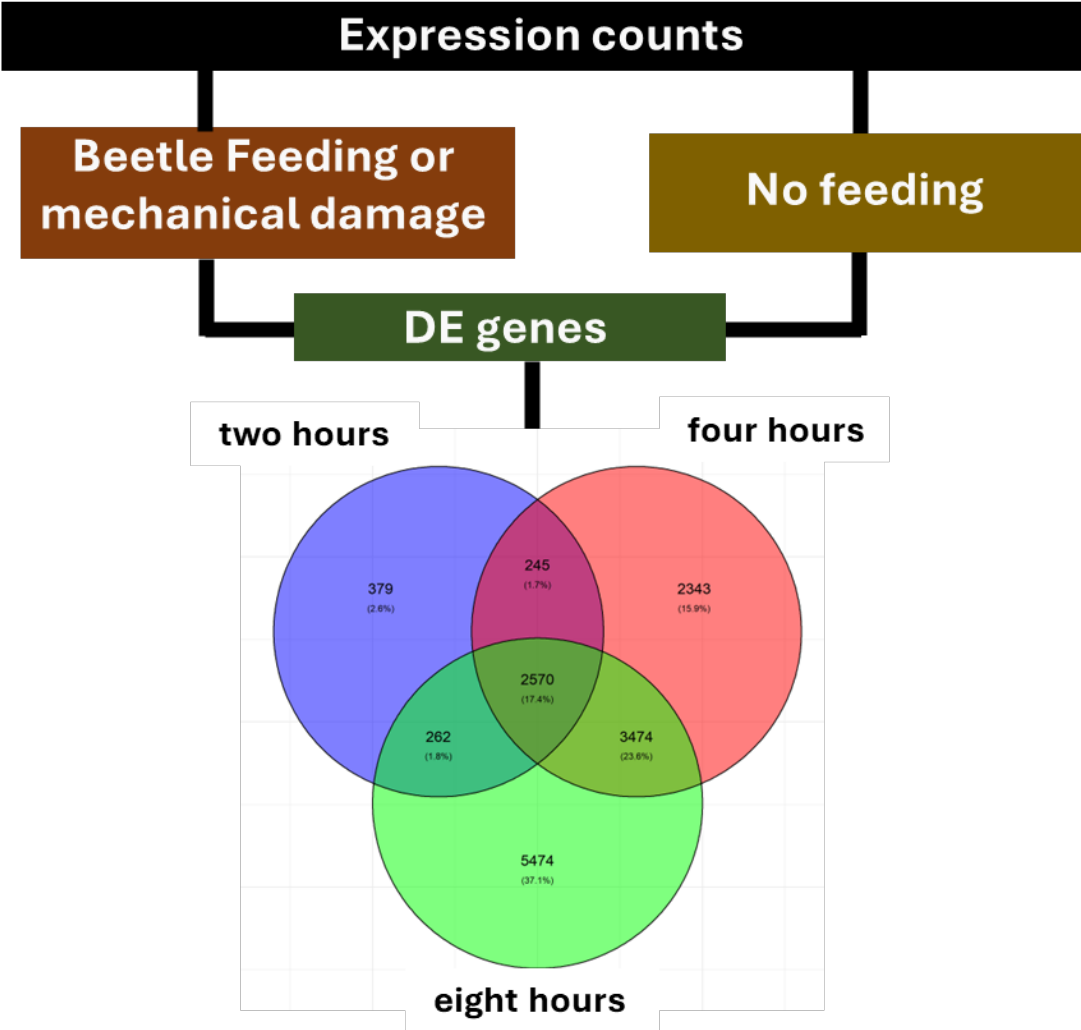 Expression counts
Beetle Feeding or
mechanical damage
No feeding
DE genes
two hours
four hours
379
(2.6%)
245
(1.7%)
2343
(15.9%)
2570
(17.4%)
262
(1.8%)
3474
(23.6%)
5474
(37.1%)
eight hours